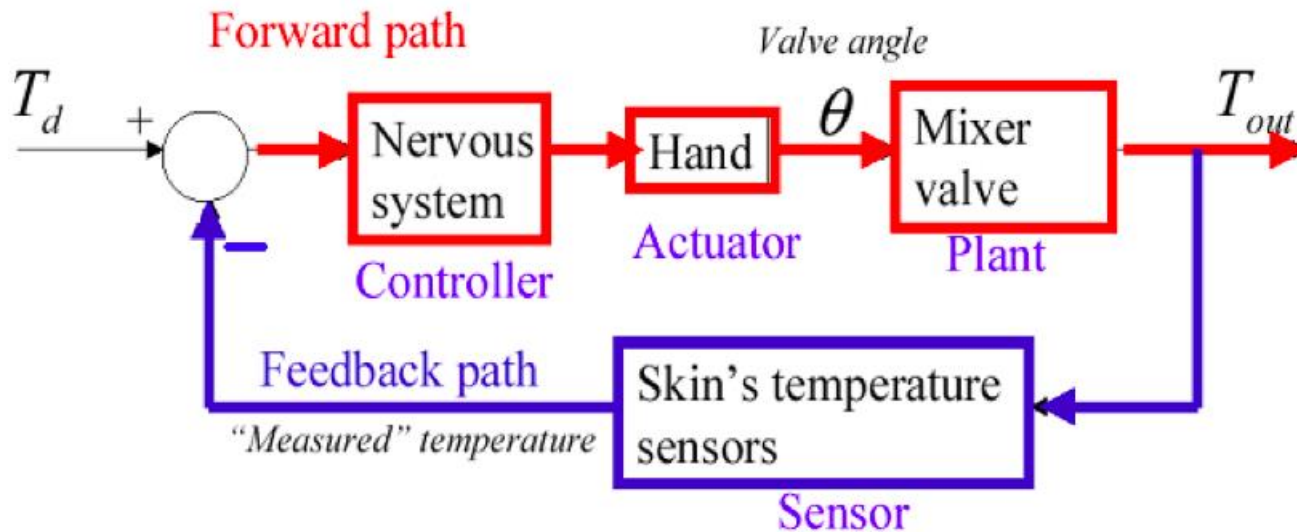 Forward path
Valve angle
T_d
+
Nervous
system
Hand
θ
Mixer
valve
T_out
Controller
Actuator
Plant
−
Feedback path
"Measured" temperature
Skin's temperature
sensors
Sensor